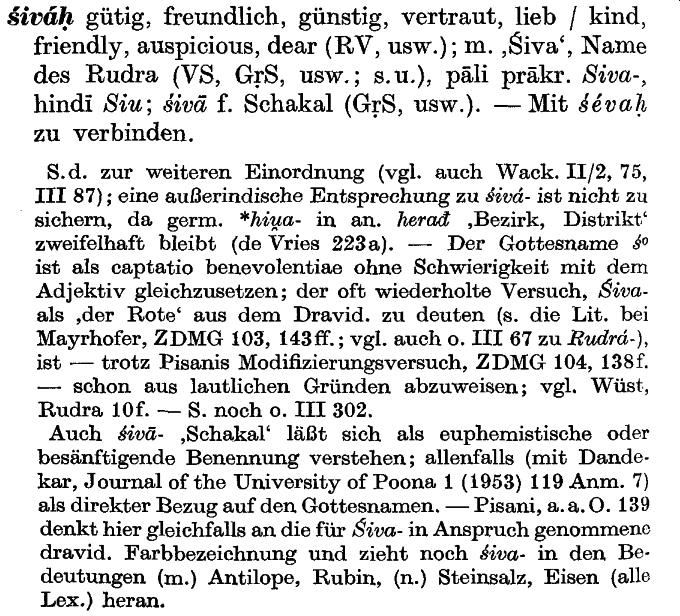 śiváḥ gütig, freundlich, günstig, vertraut, lieb / kind,
friendly, auspicious, dear (RV, usw.); m. ‚Śiva‘, Name
des Rudra (VS, GṛS, usw.; s.u.), pāli prākr. Siva-,
hindī Siu; śivā f. Schakal (GṛS, usw.). — Mit śévaḥ
zu verbinden.
S.d. zur weiteren Einordnung (vgl. auch Wack. II/2, 75,
III 87); eine außerindische Entsprechung zu śivá- ist nicht zu
sichern, da germ. *hiu̯a- in an. herađ ‚Bezirk, Distrikt‘
zweifelhaft bleibt (de Vries 223a). — Der Gottesname ś°
ist als captatio benevolentiae ohne Schwierigkeit mit dem
Adjektiv gleichzusetzen; der oft wiederholte Versuch, Śiva-
als ‚der Rote‘ aus dem Dravid. zu deuten (s. die Lit. bei
Mayrhofer, ZDMG 103, 143ff.; vgl. auch o. III 67 zu Rudrá-),
ist — trotz Pisanis Modifizierungsversuch, ZDMG 104, 138f.
— schon aus lautlichen Gründen abzuweisen; vgl. Wüst,
Rudra 10f. — S. noch o. III 302.
Auch śivā- ‚Schakal‘ läßt sich als euphemistische oder
besänftigende Benennung verstehen; allenfalls (mit Dande-
kar, Journal of the University of Poona 1 (1953) 119 Anm. 7)
als direkter Bezug auf den Gottesnamen. — Pisani, a.a.O. 139
denkt hier gleichfalls an die für Śiva- in Anspruch genommene
dravid. Farbbezeichnung und zieht noch śiva- in den Be-
deutungen (m.) Antilope, Rubin, (n.) Steinsalz, Eisen (alle
Lex.) heran.